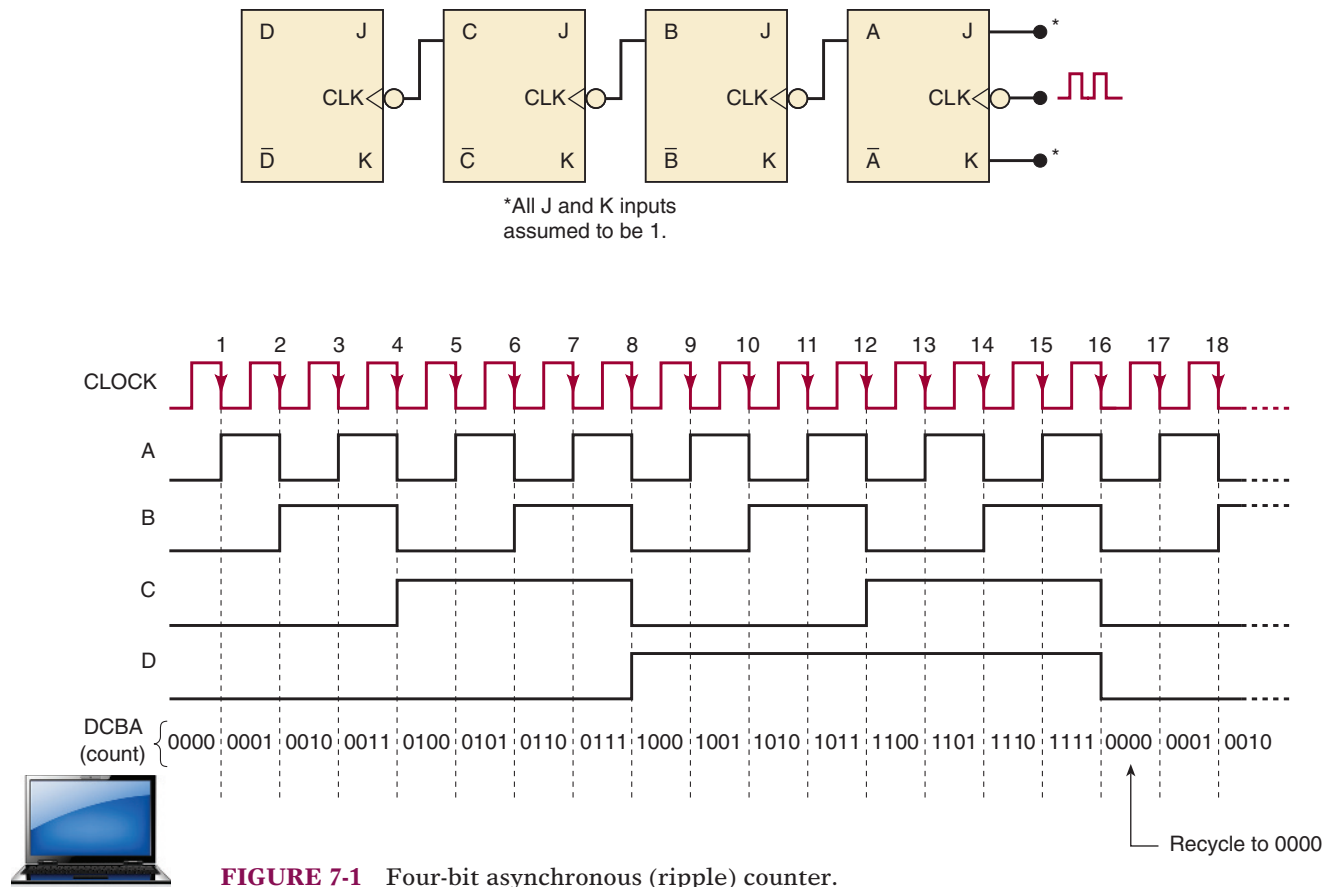 D J C J B J A J *
CLK CLK CLK CLK
D̅ K C̅ K B̅ K A̅ K *
*All J and K inputs
assumed to be 1.
1 2 3 4 5 6 7 8 9 10 11 12 13 14 15 16 17 18
CLOCK
A
B
C
D
DCBA
(count)
0000 0001 0010 0011 0100 0101 0110 0111 1000 1001 1010 1011 1100 1101 1110 1111 0000 0001 0010
Recycle to 0000
FIGURE 7-1 Four-bit asynchronous (ripple) counter.